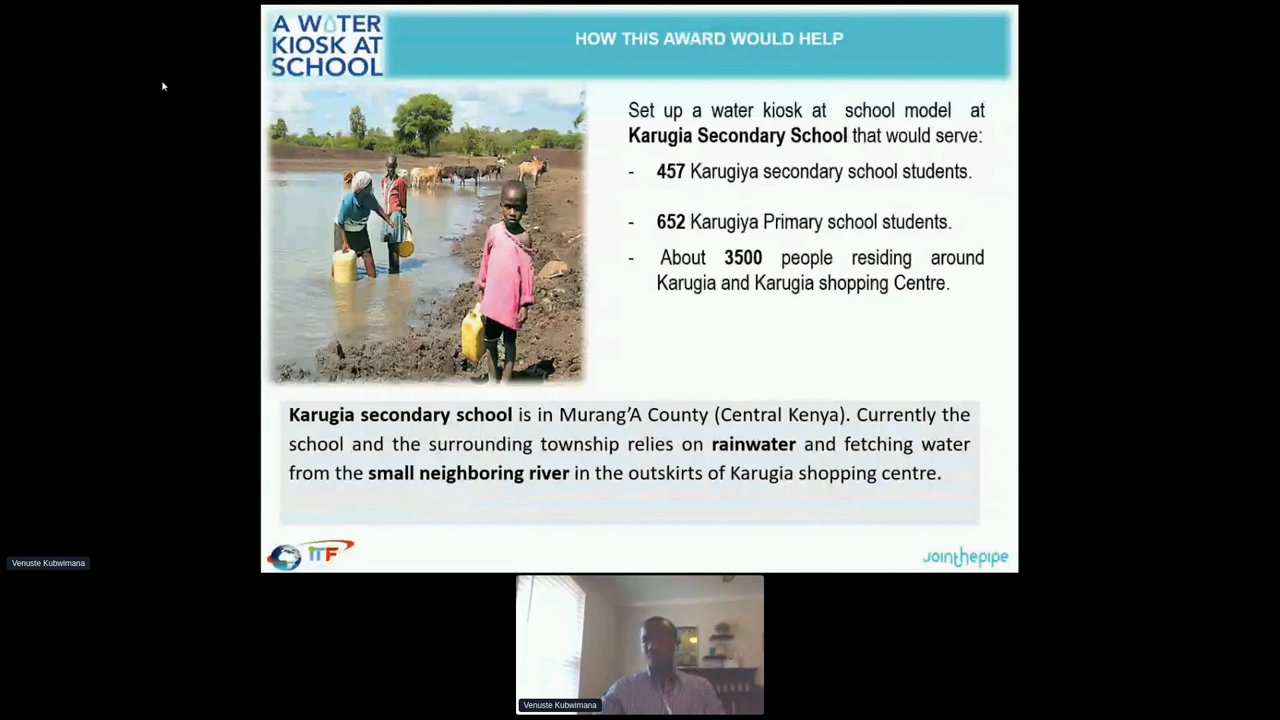 A WATER
KIOSK AT
SCHOOL
HOW THIS AWARD WOULD HELP
Set up a water kiosk at school model at
Karugia Secondary School that would serve:
- 457 Karugiya secondary school students.
- 652 Karugiya Primary school students.
- About 3500 people residing around
Karugia and Karugia shopping Centre.
Karugia secondary school is in Murang’A County (Central Kenya). Currently the
school and the surrounding township relies on rainwater and fetching water
from the small neighboring river in the outskirts of Karugia shopping centre.
ITF
jointhepipe
Venuste Kubwimana
Venuste Kubwimana